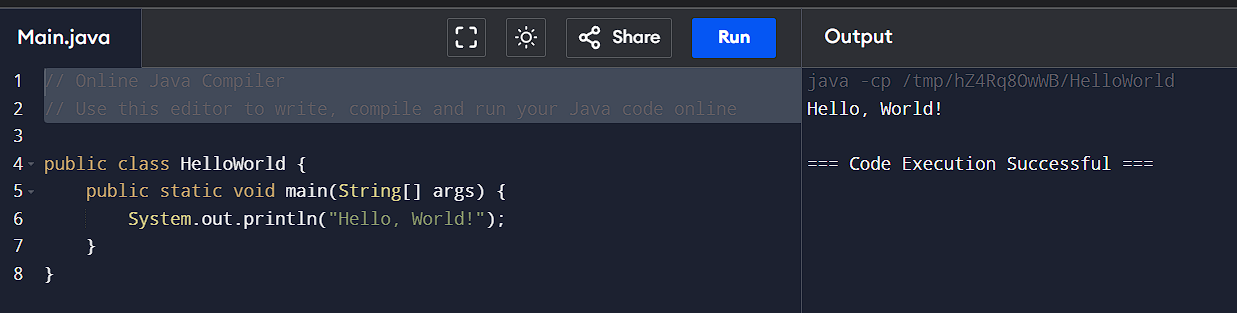 Main.java
Share
Run
Output
1 // Online Java Compiler
2 // Use this editor to write, compile and run your Java code online
3
4 public class HelloWorld {
5     public static void main(String[] args) {
6         System.out.println("Hello, World!");
7     }
8 }
java -cp /tmp/hZ4Rq8OwWB/HelloWorld
Hello, World!
=== Code Execution Successful ===